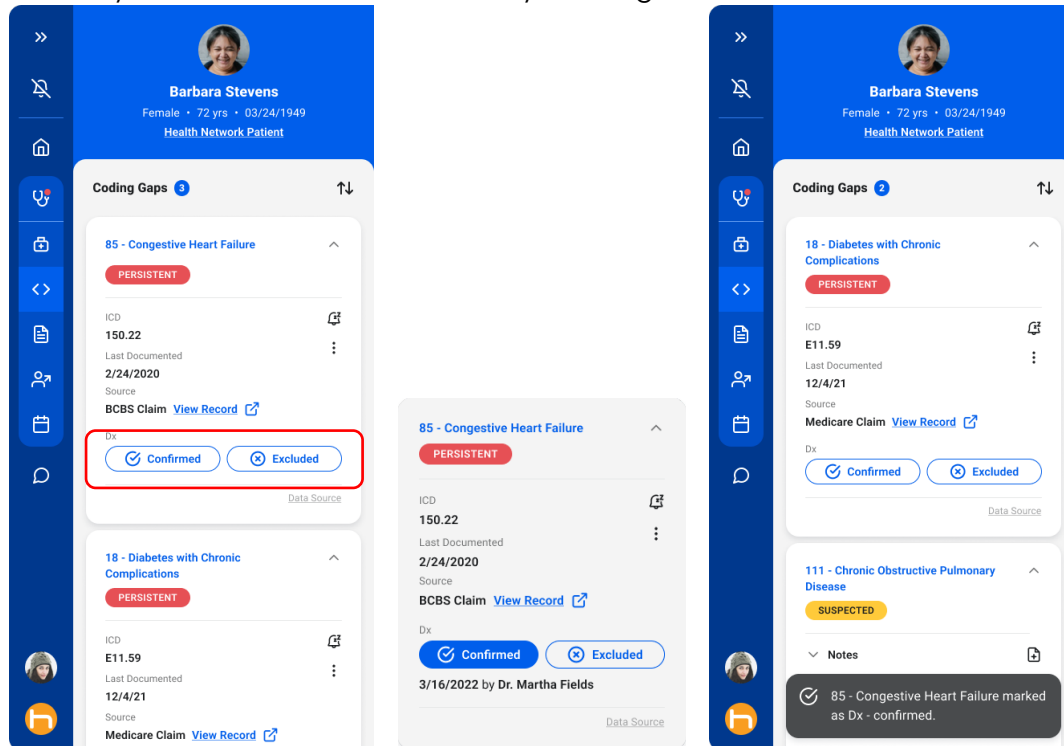 Barbara Stevens
Female • 72 yrs • 03/24/1949
Health Network Patient
Coding Gaps 3
85 - Congestive Heart Failure
PERSISTENT
ICD
150.22
Last Documented
2/24/2020
Source
BCBS Claim View Record
Dx
Confirmed Excluded
Data Source
18 - Diabetes with Chronic
Complications
PERSISTENT
ICD
E11.59
Last Documented
12/4/21
Source
Medicare Claim View Record
85 - Congestive Heart Failure
PERSISTENT
ICD
150.22
Last Documented
2/24/2020
Source
BCBS Claim View Record
Dx
Confirmed Excluded
3/16/2022 by Dr. Martha Fields
Data Source
Barbara Stevens
Female • 72 yrs • 03/24/1949
Health Network Patient
Coding Gaps 2
18 - Diabetes with Chronic
Complications
PERSISTENT
ICD
E11.59
Last Documented
12/4/21
Source
Medicare Claim View Record
Dx
Confirmed Excluded
Data Source
111 - Chronic Obstructive Pulmonary
Disease
SUSPECTED
Notes
85 - Congestive Heart Failure marked
as Dx - confirmed.